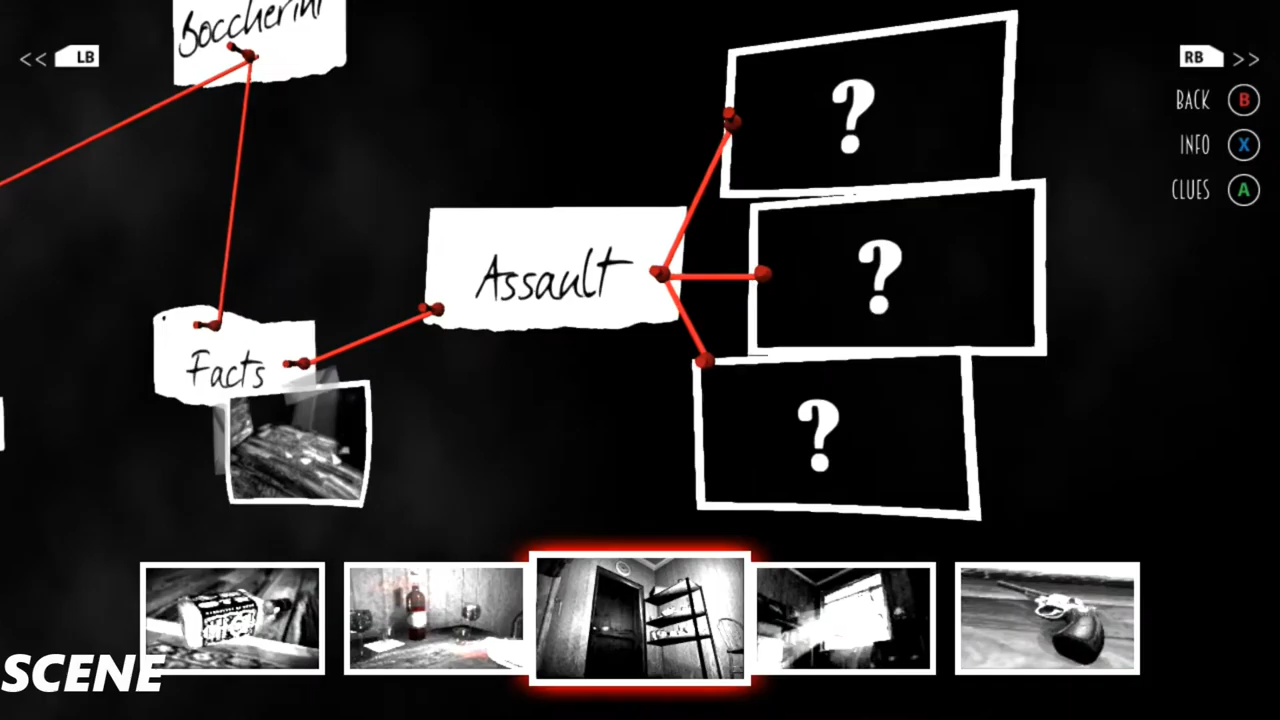 Boccherini
<< LB
RB >>
BACK B
INFO X
CLUES A
?
?
Assault
Facts
?
SCENE